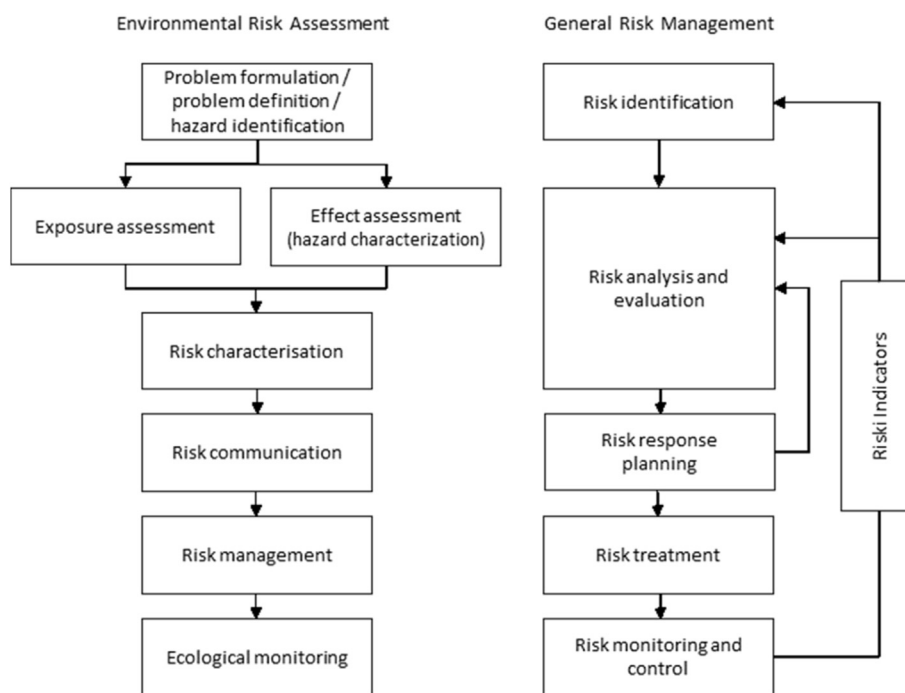 Environmental Risk Assessment
Problem formulation /
problem definition /
hazard identification
Exposure assessment
Effect assessment
(hazard characterization)
Risk characterisation
Risk communication
Risk management
Ecological monitoring
General Risk Management
Risk identification
Risk analysis and
evaluation
Risk response
planning
Risk treatment
Risk monitoring and
control
Riski Indicators